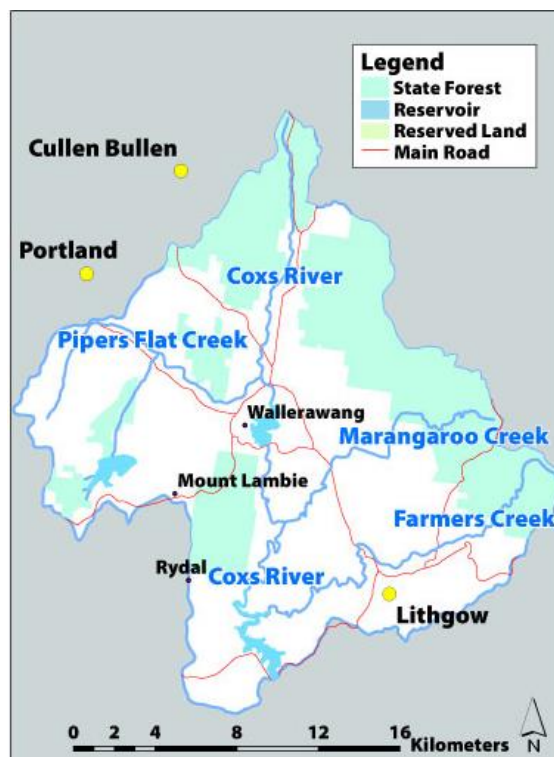 Legend
State Forest
Reservoir
Reserved Land
Main Road
Cullen Bullen
Portland
Coxs River
Pipers Flat Creek
Wallerawang
Marangaroo Creek
Mount Lambie
Farmers Creek
Rydal
Coxs River
Lithgow
0 2 4 8 12 16
Kilometers
N